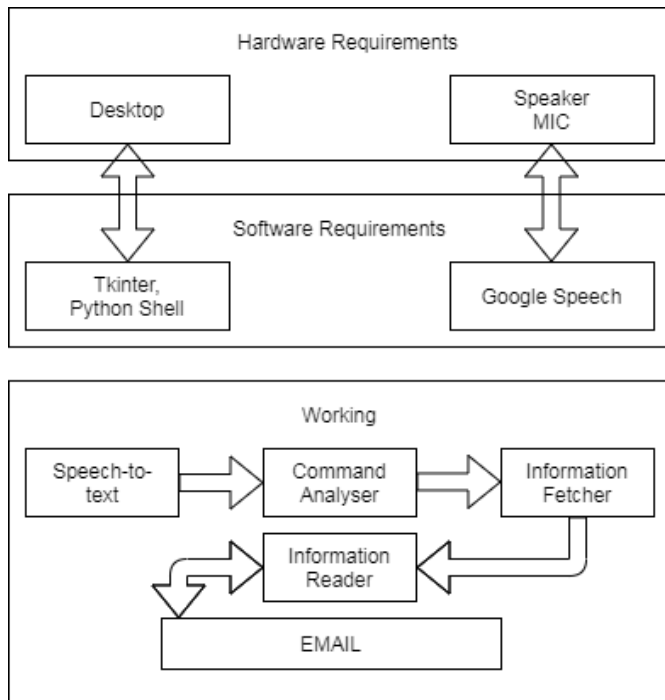 Hardware Requirements
Desktop
Speaker
MIC
Software Requirements
Tkinter,
Python Shell
Google Speech
Working
Speech-to-
text
Command
Analyser
Information
Fetcher
Information
Reader
EMAIL